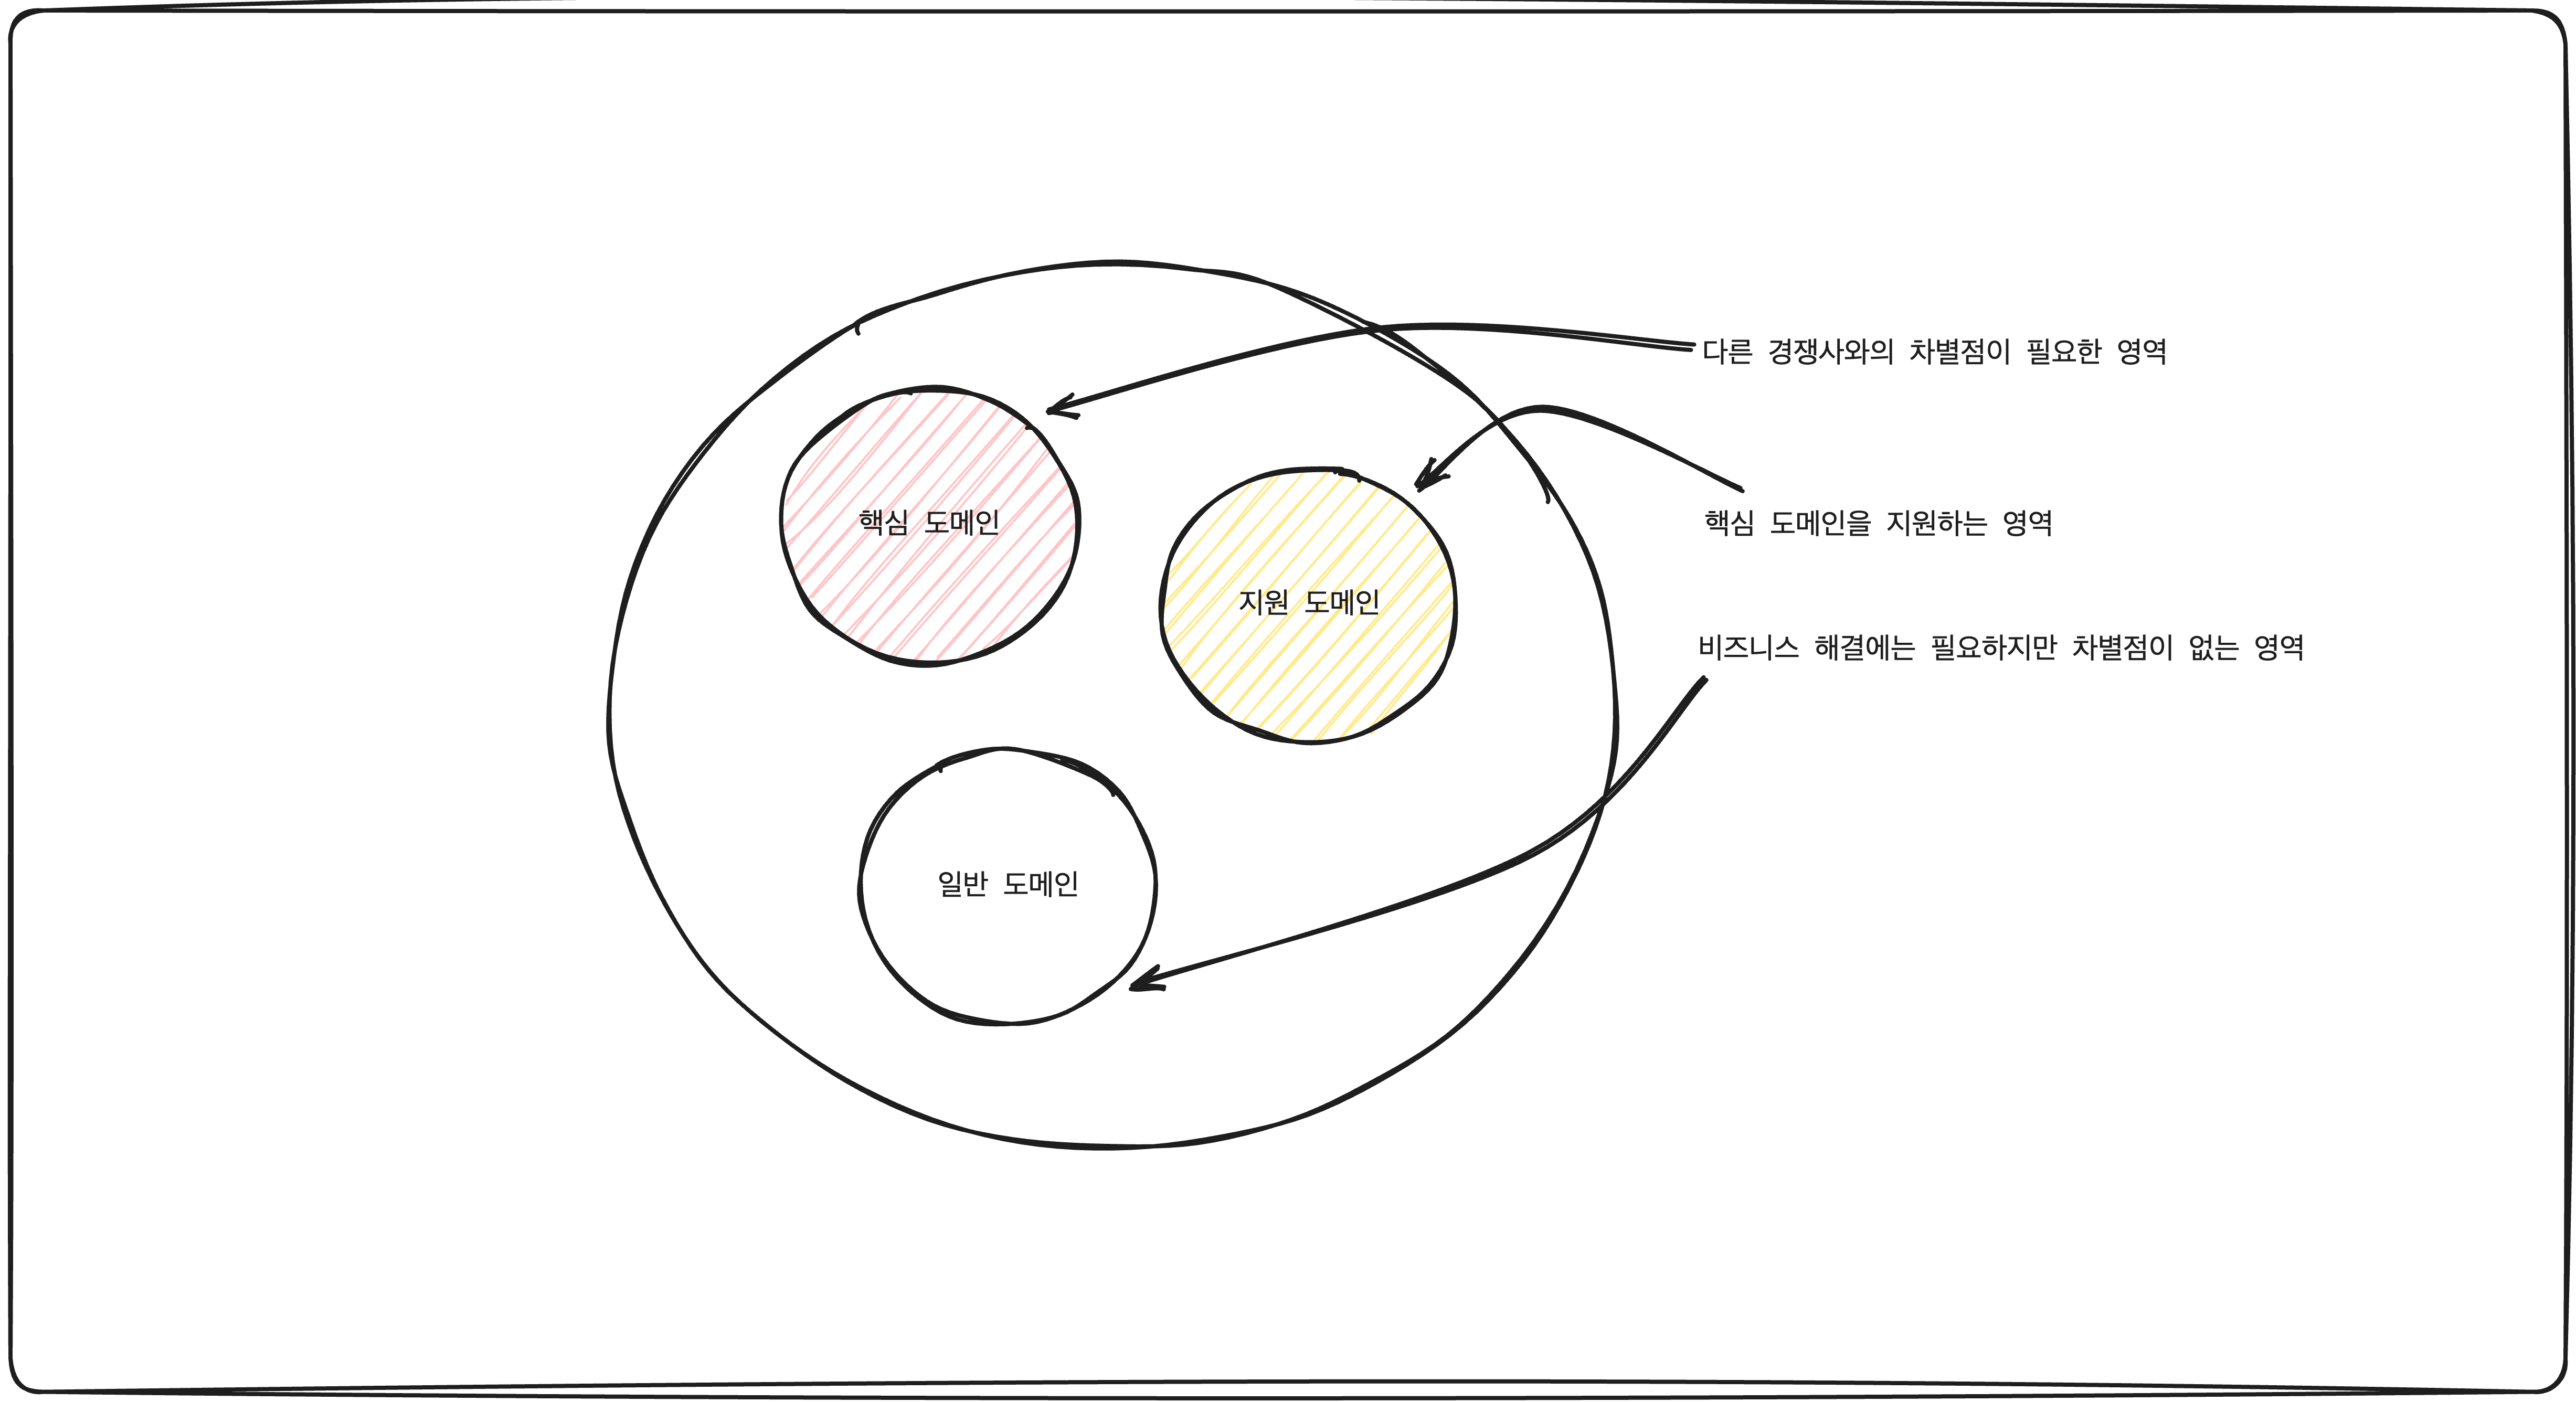 다른 경쟁사와의 차별점이 필요한 영역
핵심 도메인
핵심 도메인을 지원하는 영역
지원 도메인
비즈니스 해결에는 필요하지만 차별점이 없는 영역
일반 도메인